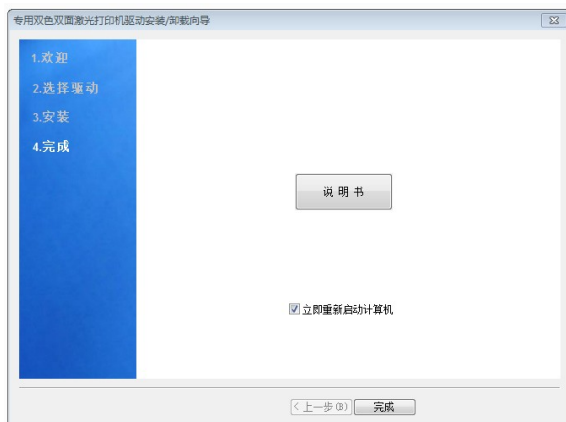 专用双色双面激光打印机驱动安装/卸载向导
1.欢迎
2.选择驱动
3.安装
4.完成
说 明 书
立即重新启动计算机
<上一步(B)
完成